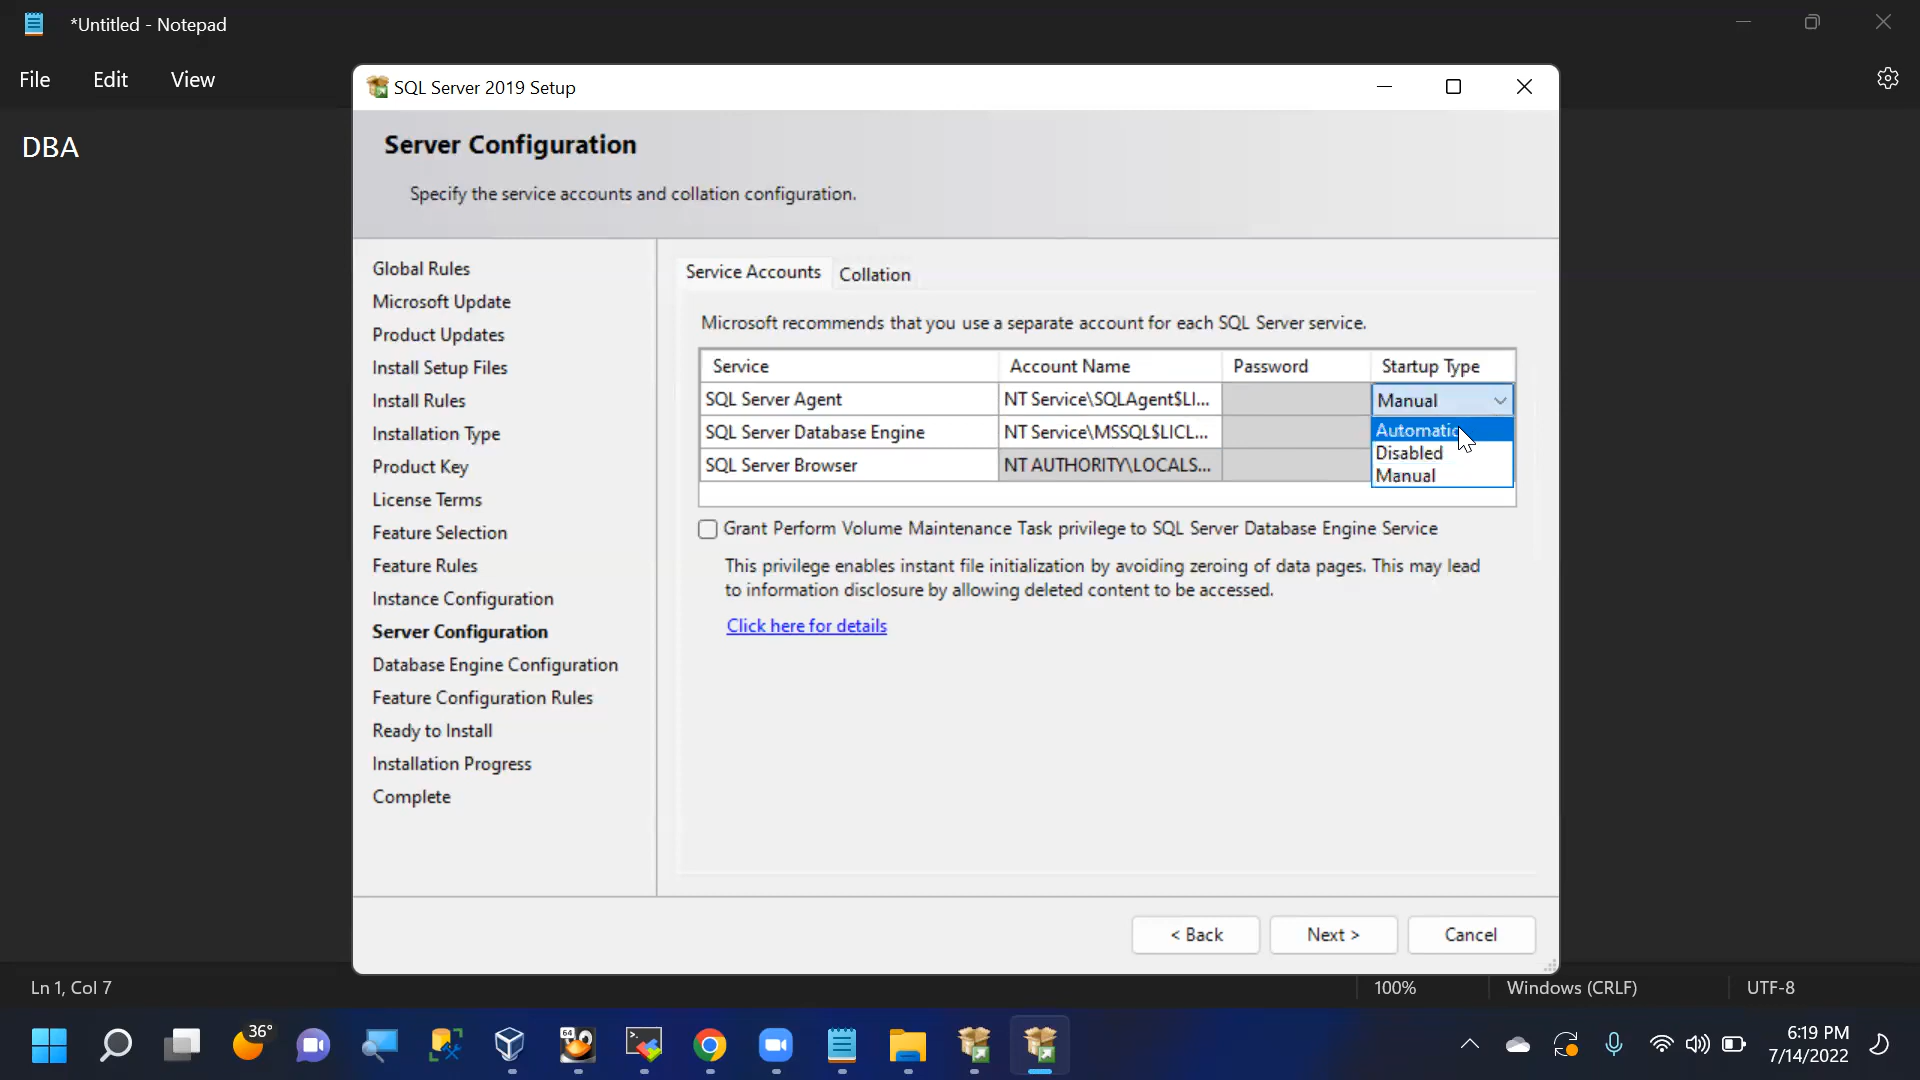 *Untitled - Notepad
File Edit View
DBA
SQL Server 2019 Setup
Server Configuration
Specify the service accounts and collation configuration.
Global Rules
Microsoft Update
Product Updates
Install Setup Files
Install Rules
Installation Type
Product Key
License Terms
Feature Selection
Feature Rules
Instance Configuration
Server Configuration
Database Engine Configuration
Feature Configuration Rules
Ready to Install
Installation Progress
Complete
Service Accounts Collation
Microsoft recommends that you use a separate account for each SQL Server service.
Service Account Name Password Startup Type
SQL Server Agent NT Service\SQLAgent$LI... Manual
SQL Server Database Engine NT Service\MSSQL$LICL...
SQL Server Browser NT AUTHORITY\LOCALS...
Automatic
Disabled
Manual
Grant Perform Volume Maintenance Task privilege to SQL Server Database Engine Service
This privilege enables instant file initialization by avoiding zeroing of data pages. This may lead
to information disclosure by allowing deleted content to be accessed.
Click here for details
< Back Next > Cancel
Ln 1, Col 7 100% Windows (CRLF) UTF-8
36°
64
6:19 PM
7/14/2022